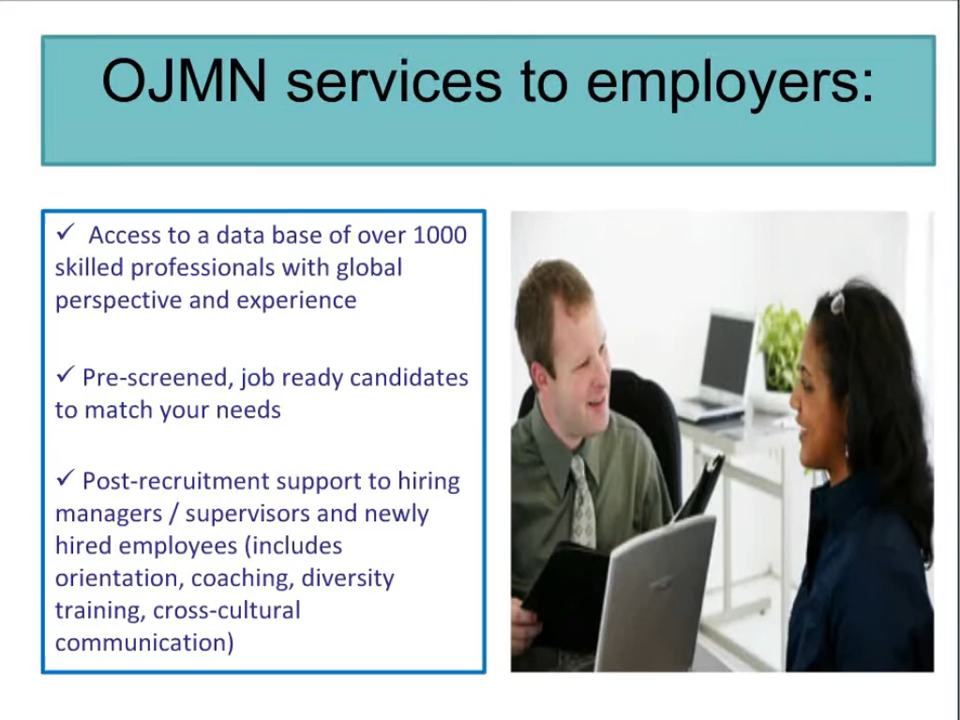 OJMN services to employers:
✓ Access to a data base of over 1000
skilled professionals with global
perspective and experience
✓ Pre-screened, job ready candidates
to match your needs
✓ Post-recruitment support to hiring
managers / supervisors and newly
hired employees (includes
orientation, coaching, diversity
training, cross-cultural
communication)